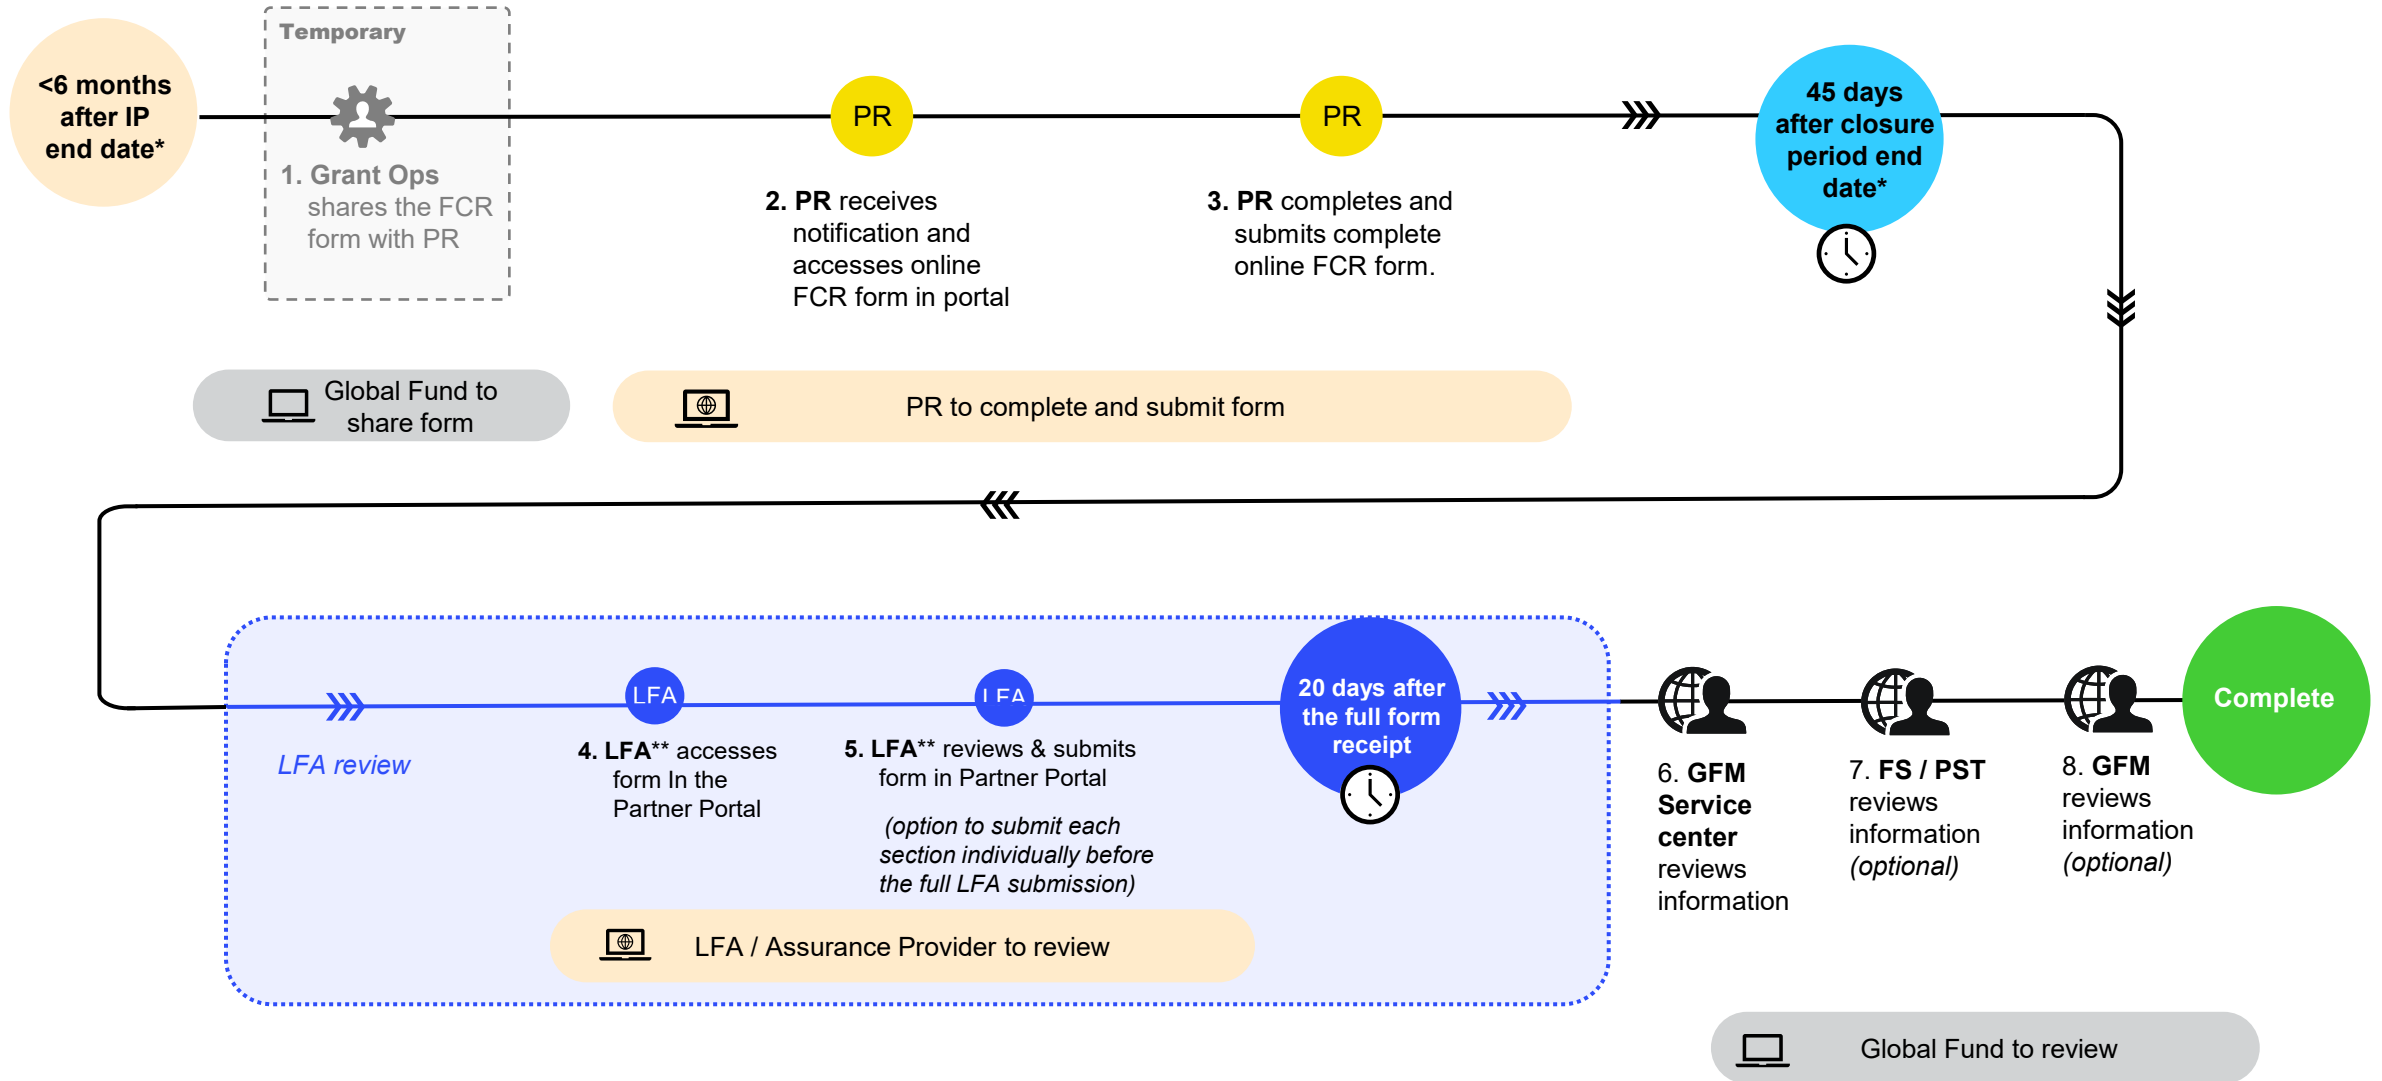 <6 months
after IP
end date*
Temporary
1. Grant Ops
shares the FCR
form with PR
PR
2. PR receives
notification and
accesses online
FCR form in portal
PR
3. PR completes and
submits complete
online FCR form.
45 days
after closure
period end
date*
Global Fund to
share form
PR to complete and submit form
LFA review
LFA
4. LFA** accesses
form In the
Partner Portal
LFA
5. LFA** reviews & submits
form in Partner Portal
(option to submit each
section individually before
the full LFA submission)
20 days after
the full form
receipt
LFA / Assurance Provider to review
6. GFM
Service
center
reviews
information
7. FS / PST
reviews
information
(optional)
8. GFM
reviews
information
(optional)
Complete
Global Fund to review